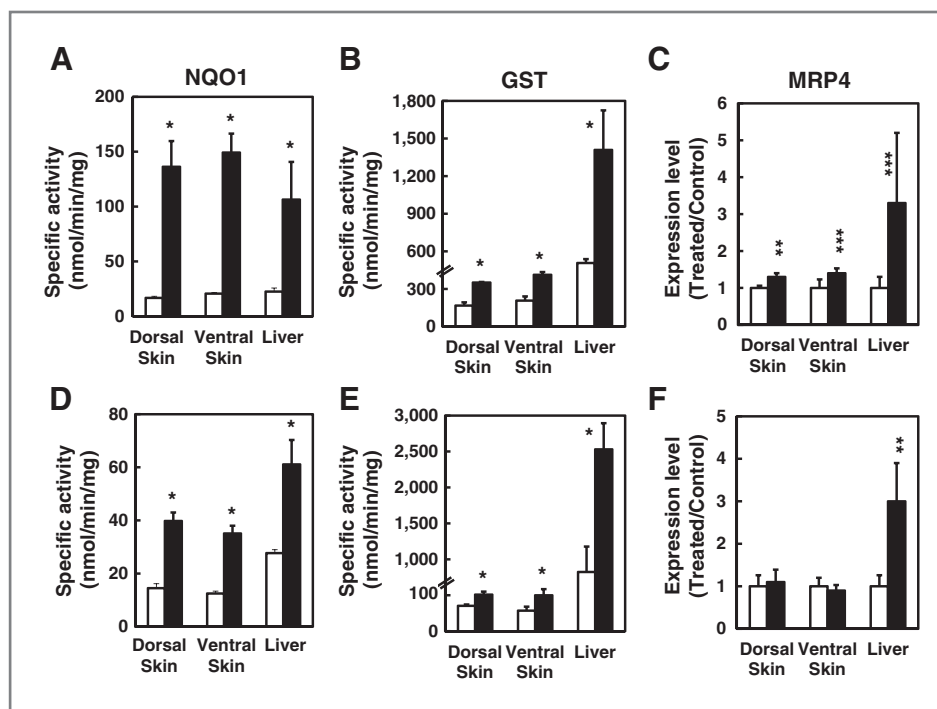 A
NQO1
Specific activity
(nmol/min/mg)
200
150
100
50
0
*
*
*
Dorsal
Skin
Ventral
Skin
Liver
B
GST
Specific activity
(nmol/min/mg)
1,800
1,500
1,200
900
600
300
0
*
*
*
Dorsal
Skin
Ventral
Skin
Liver
C
MRP4
Expression level
(Treated/Control)
6
5
4
3
2
1
0
**
***
***
Dorsal
Skin
Ventral
Skin
Liver
D
Specific activity
(nmol/min/mg)
80
60
40
20
0
*
*
*
Dorsal
Skin
Ventral
Skin
Liver
E
Specific activity
(nmol/min/mg)
3,000
2,500
2,000
1,500
1,000
100
0
*
*
*
Dorsal
Skin
Ventral
Skin
Liver
F
Expression level
(Treated/Control)
5
4
3
2
1
0
**
Dorsal
Skin
Ventral
Skin
Liver